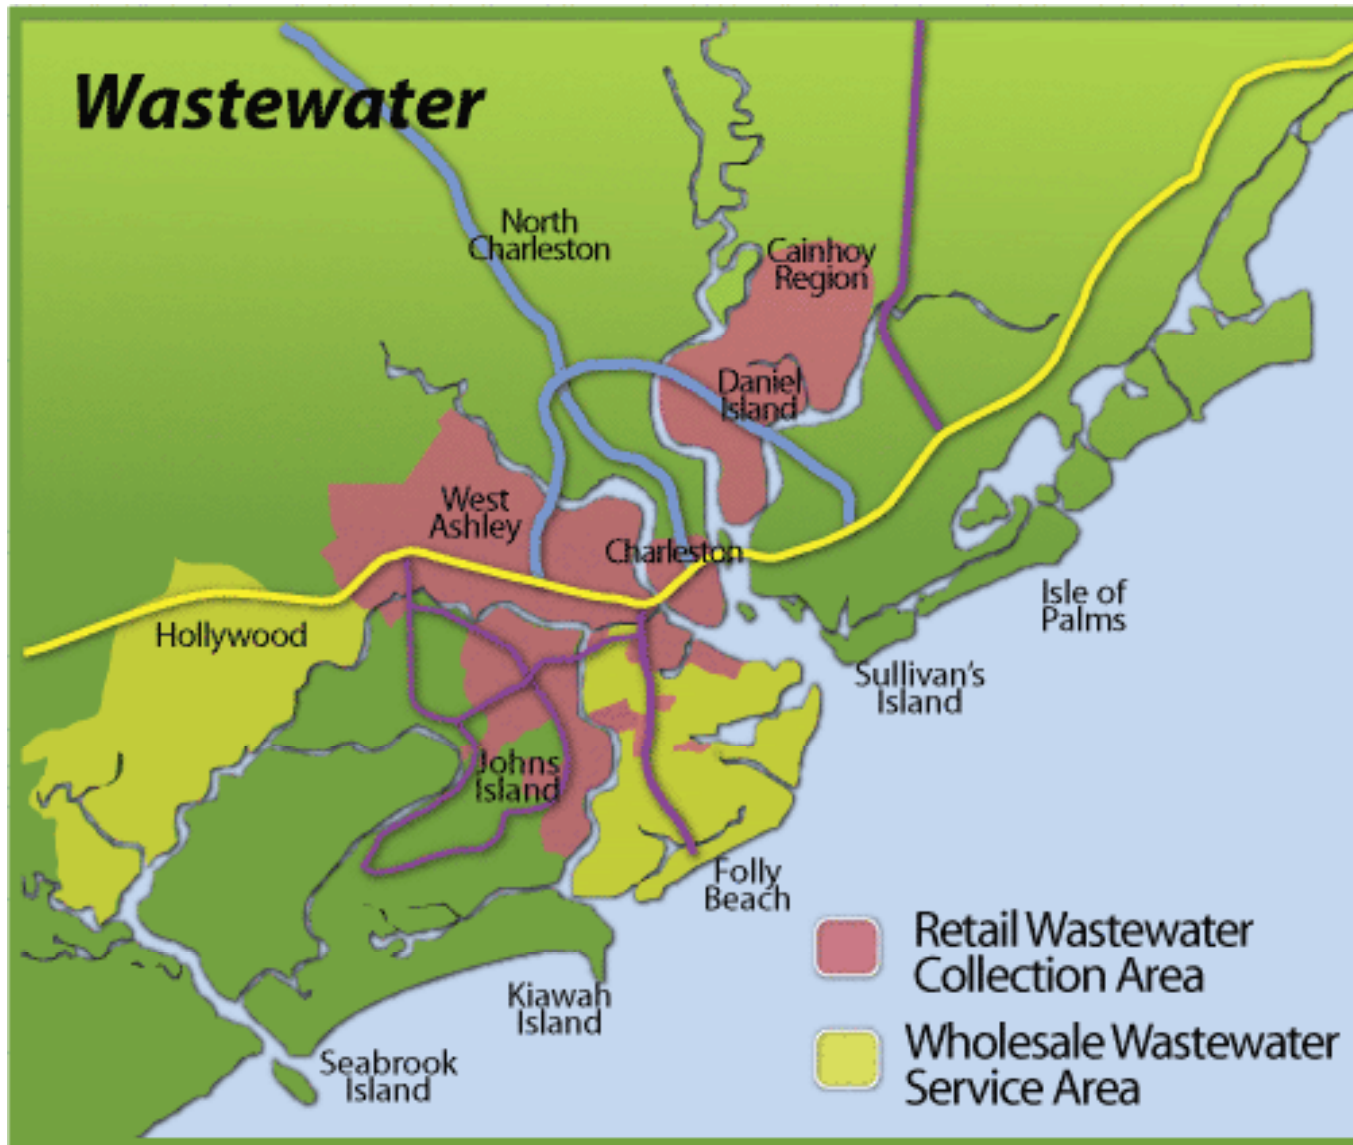 Wastewater
North
Charleston
Cainhoy
Region
Daniel
Island
West
Ashley
Charleston
Isle of
Palms
Hollywood
Sullivan's
Island
Johns
Island
Folly
Beach
Retail Wastewater
Collection Area
Kiawah
Island
Wholesale Wastewater
Service Area
Seabrook
Island